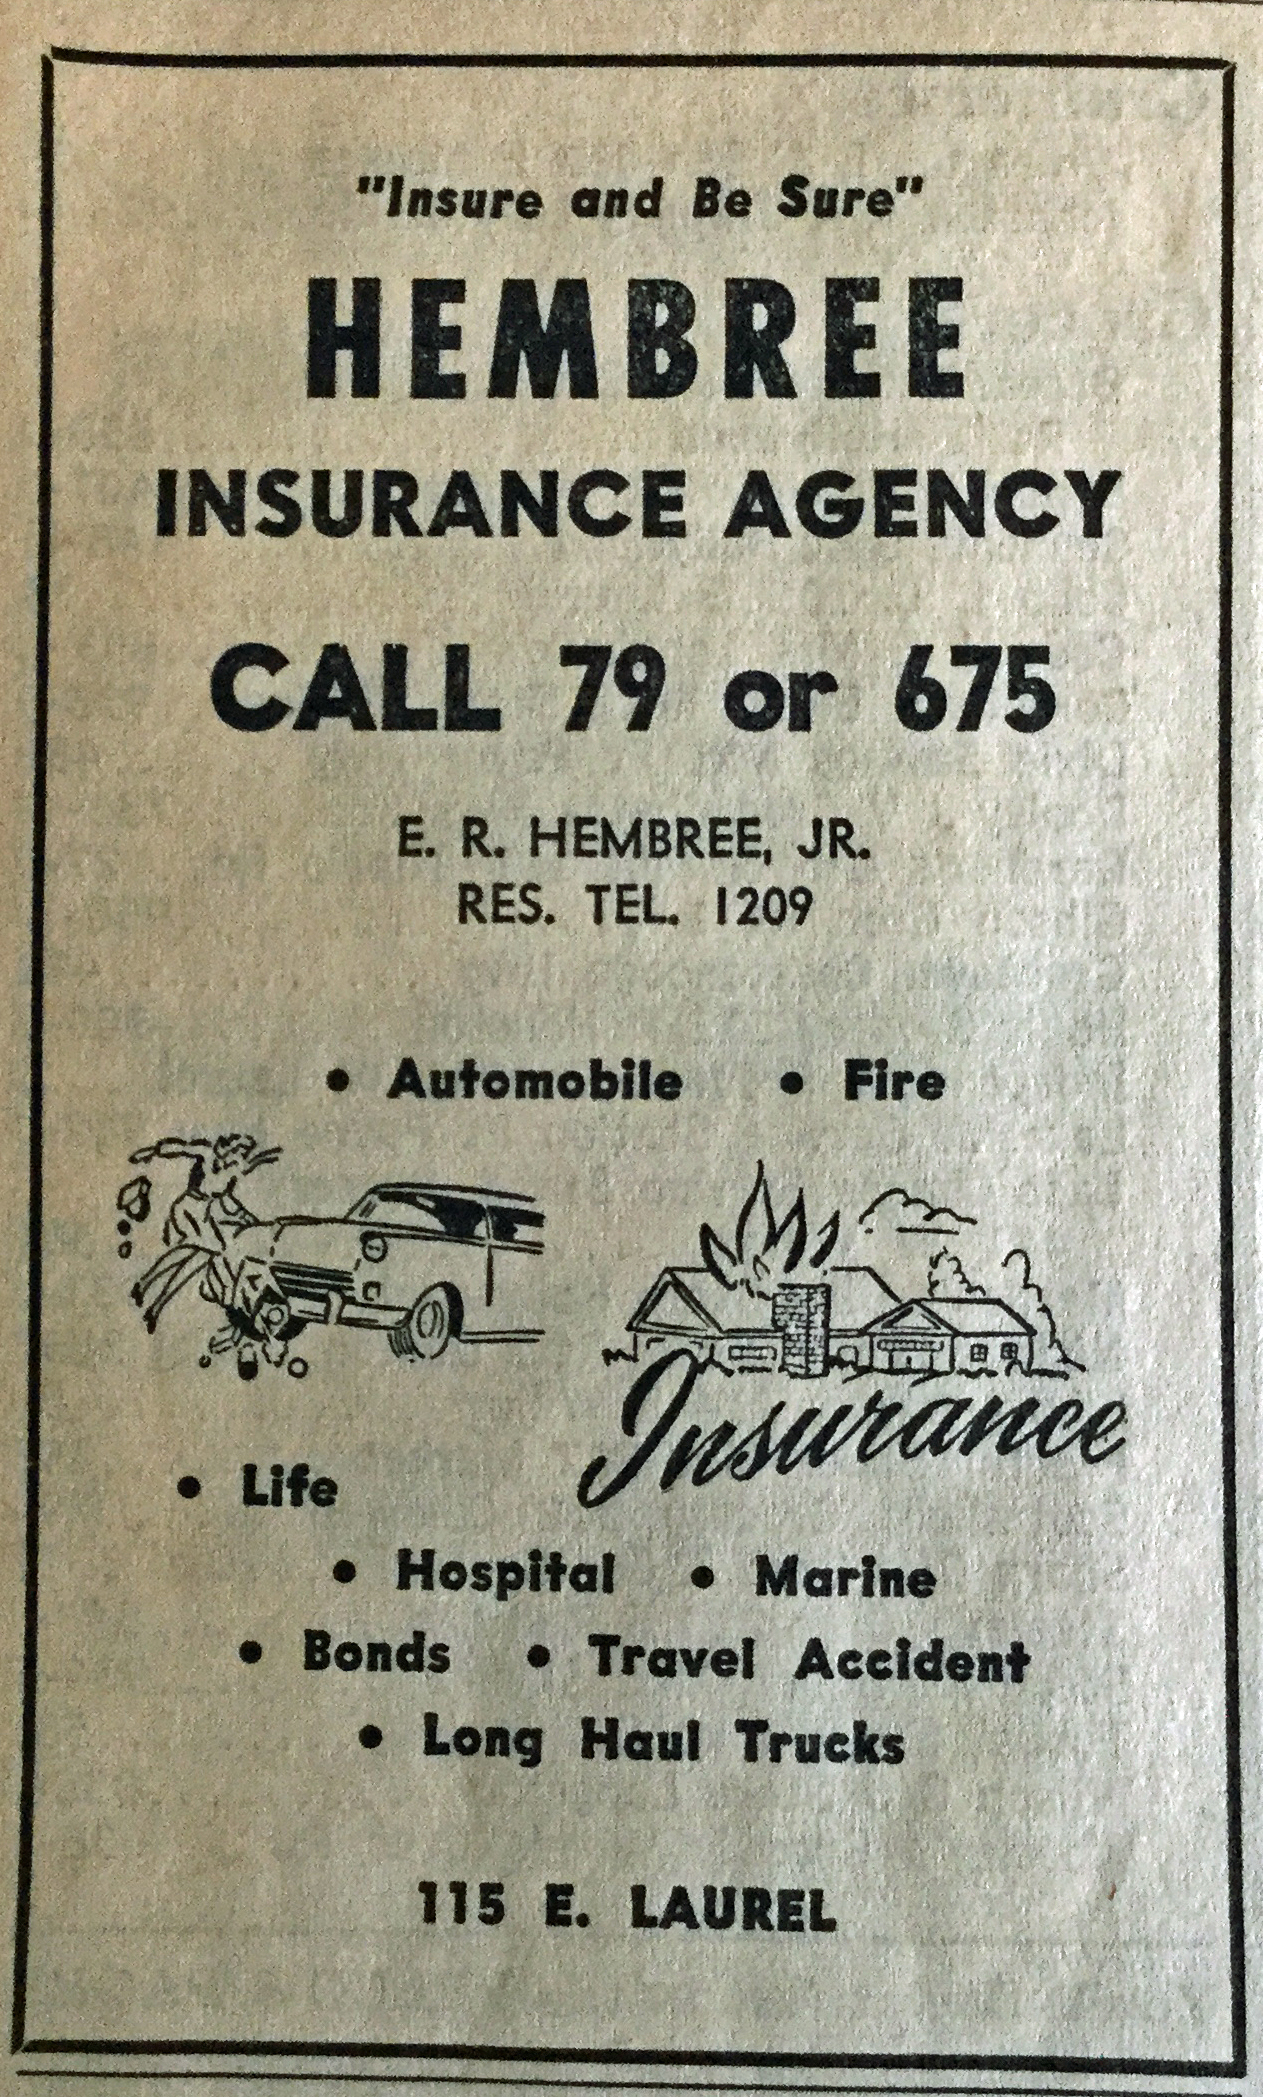 "Insure and Be Sure"
HEMBREE
INSURANCE AGENCY
CALL 79 or 675
E. R. HEMBREE, JR.
RES. TEL. 1209
• Automobile • Fire
Insurance
• Life
• Hospital • Marine
• Bonds • Travel Accident
• Long Haul Trucks
115 E. LAUREL